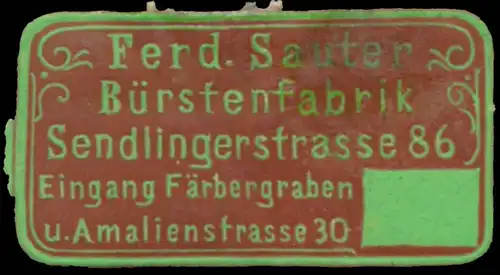 Ferd. Sauter
Bürstenfabrik
Sendlingerstrasse 86
Eingang Färbergraben
u. Amalienstrasse 30